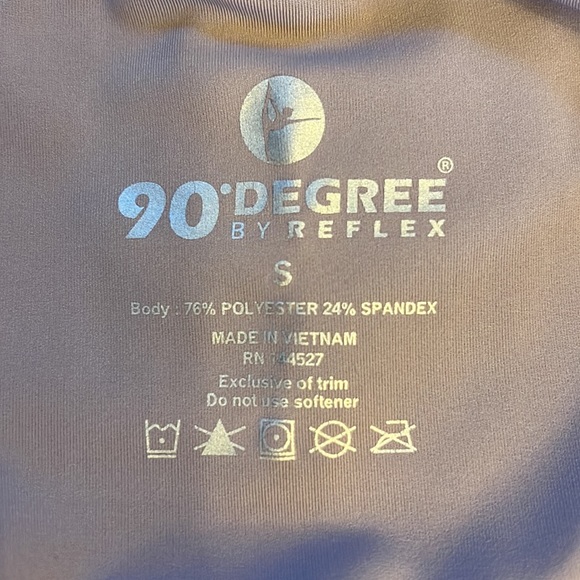 90°DEGREE®
BY REFLEX
S
Body : 76% POLYESTER 24% SPANDEX
MADE IN VIETNAM
RN
Exclusive of trim
Do not use softener